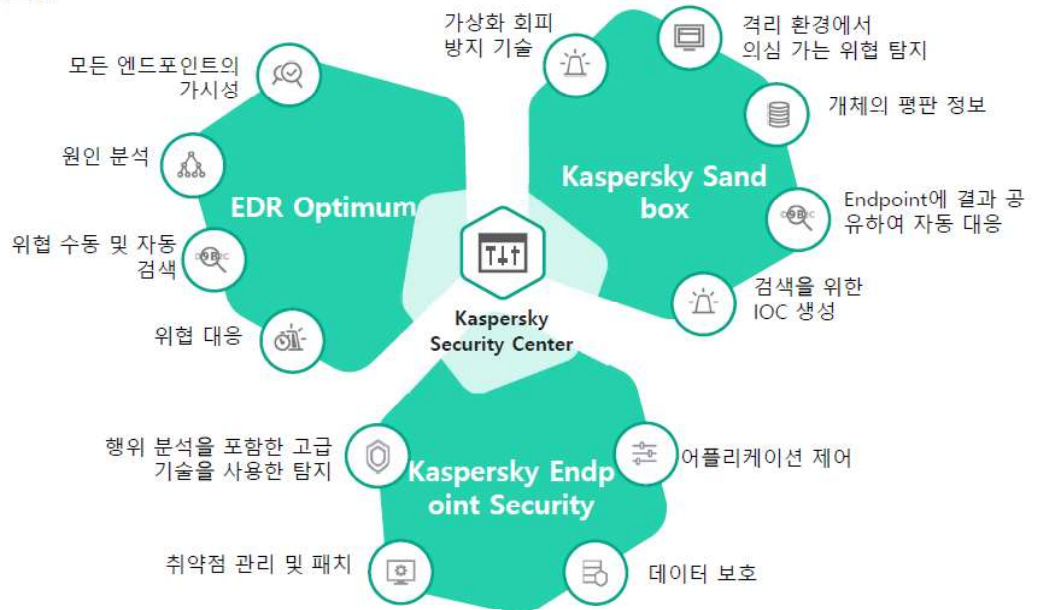 모든 엔드포인트의
가시성
원인 분석
위협 수동 및 자동
검색
위협 대응
EDR Optimum
가상화 회피
방지 기술
격리 환경에서
의심 가는 위협 탐지
개체의 평판 정보
Endpoint에 결과 공
유하여 자동 대응
검색을 위한
IOC 생성
Kaspersky Sand
box
Kaspersky
Security Center
행위 분석을 포함한 고급
기술을 사용한 탐지
취약점 관리 및 패치
Kaspersky Endp
oint Security
어플리케이션 제어
데이터 보호